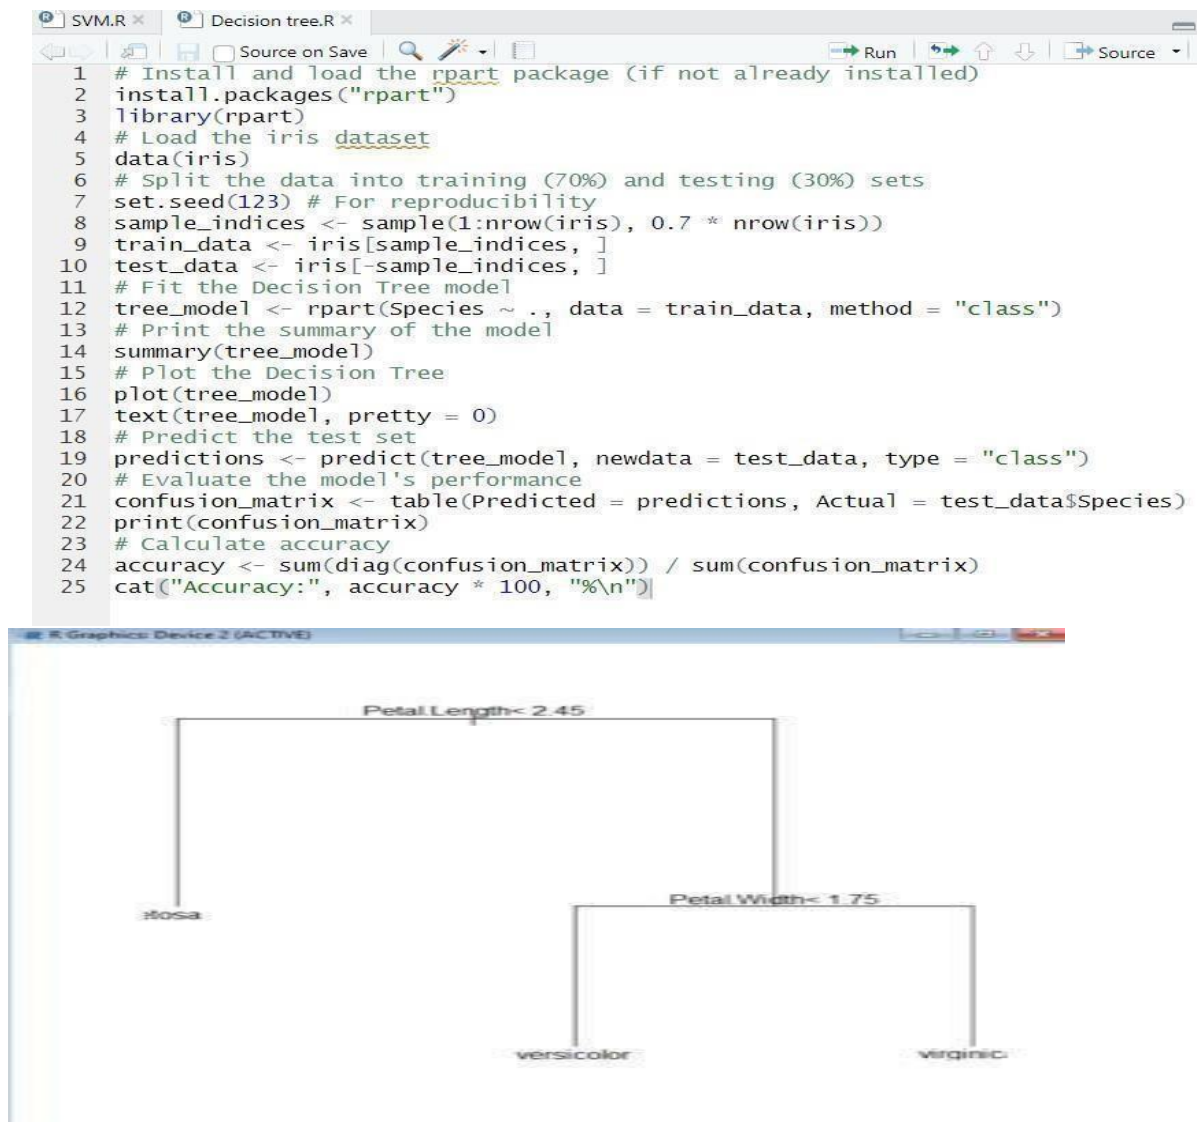 SVM.R Decision tree.R
Source on Save Run Source
1 # Install and load the rpart package (if not already installed)
2 install.packages("rpart")
3 library(rpart)
4 # Load the iris dataset
5 data(iris)
6 # Split the data into training (70%) and testing (30%) sets
7 set.seed(123) # For reproducibility
8 sample_indices <- sample(1:nrow(iris), 0.7 * nrow(iris))
9 train_data <- iris[sample_indices, ]
10 test_data <- iris[-sample_indices, ]
11 # Fit the Decision Tree model
12 tree_model <- rpart(Species ~ ., data = train_data, method = "class")
13 # Print the summary of the model
14 summary(tree_model)
15 # Plot the Decision Tree
16 plot(tree_model)
17 text(tree_model, pretty = 0)
18 # Predict the test set
19 predictions <- predict(tree_model, newdata = test_data, type = "class")
20 # Evaluate the model's performance
21 confusion_matrix <- table(Predicted = predictions, Actual = test_data$Species)
22 print(confusion_matrix)
23 # Calculate accuracy
24 accuracy <- sum(diag(confusion_matrix)) / sum(confusion_matrix)
25 cat("Accuracy:", accuracy * 100, "%\n")
R Graphics: Device 2 (ACTIVE)
Petal.Length< 2.45
Petal.Width< 1.75
versicolor virginic